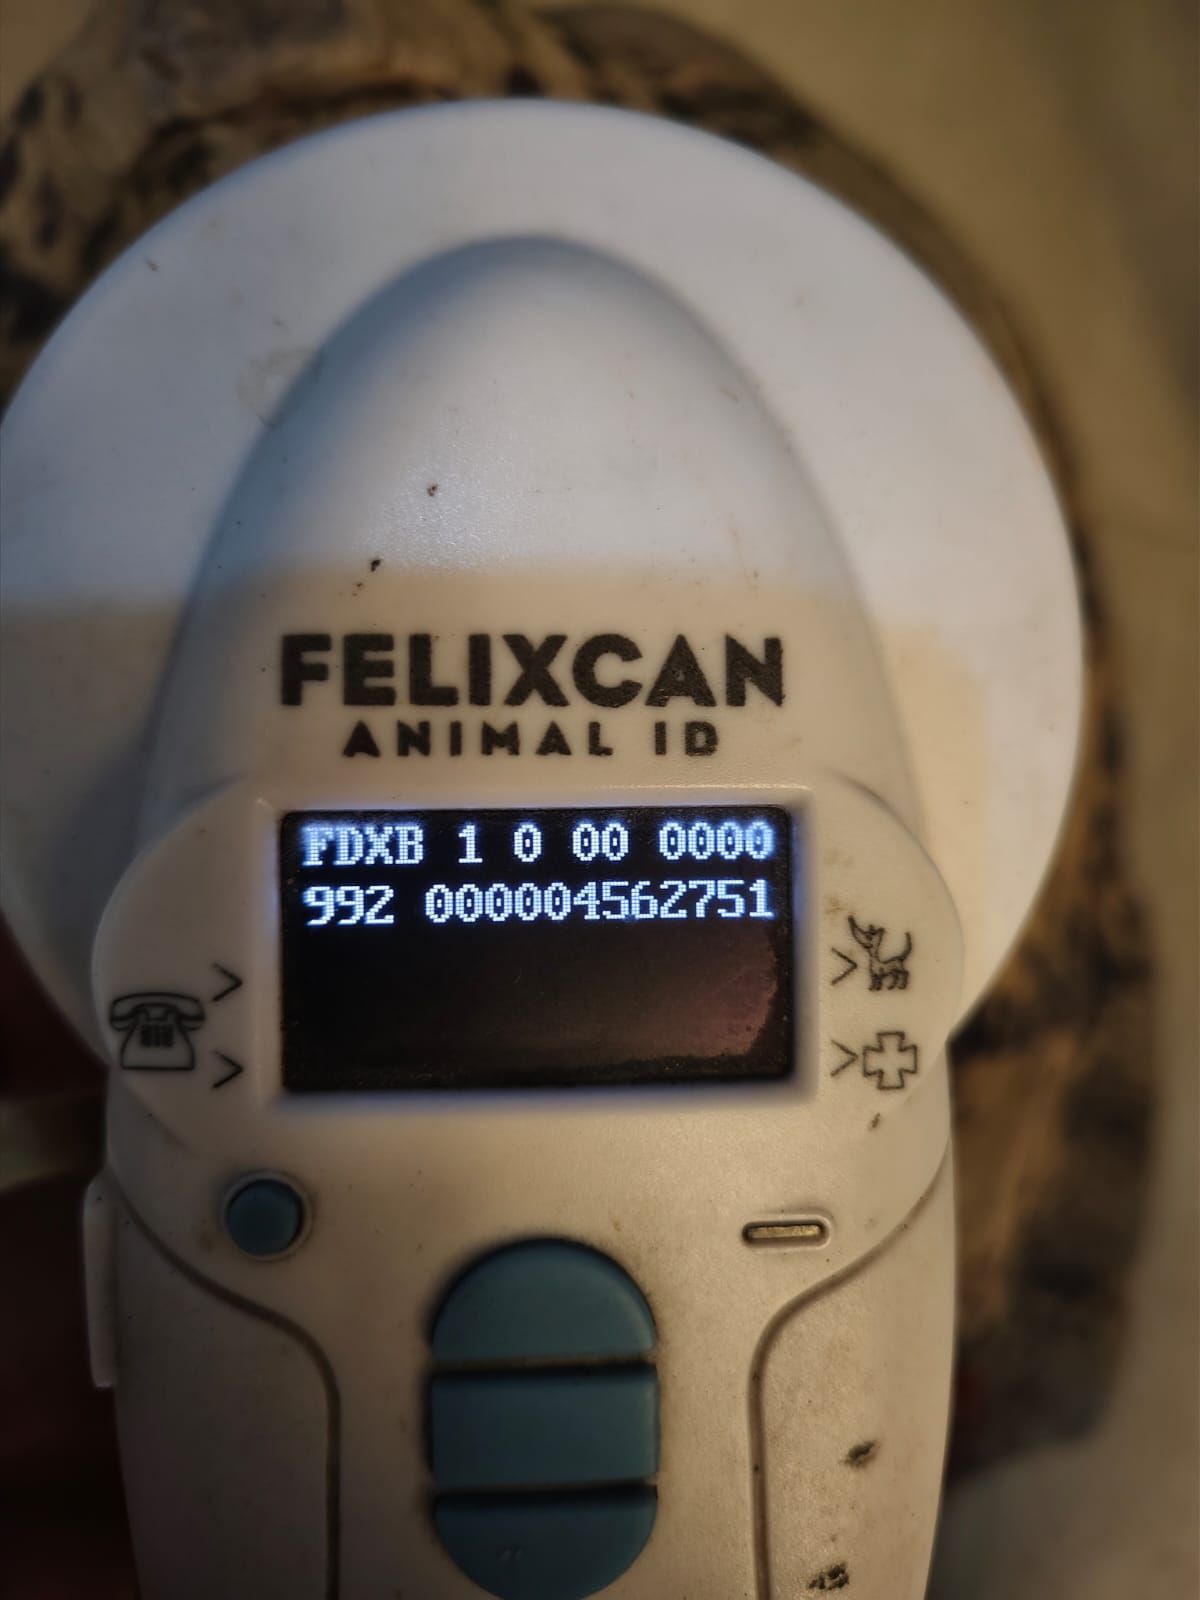 FELIXCAN
ANIMAL ID
FDXB 1 0 00 0000
992 000004562751